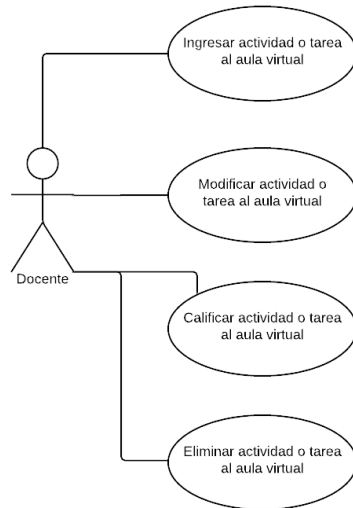 Ingresar actividad o tarea
al aula virtual
Modificar actividad o
tarea al aula virtual
Docente
Calificar actividad o tarea
al aula virtual
Eliminar actividad o tarea
al aula virtual